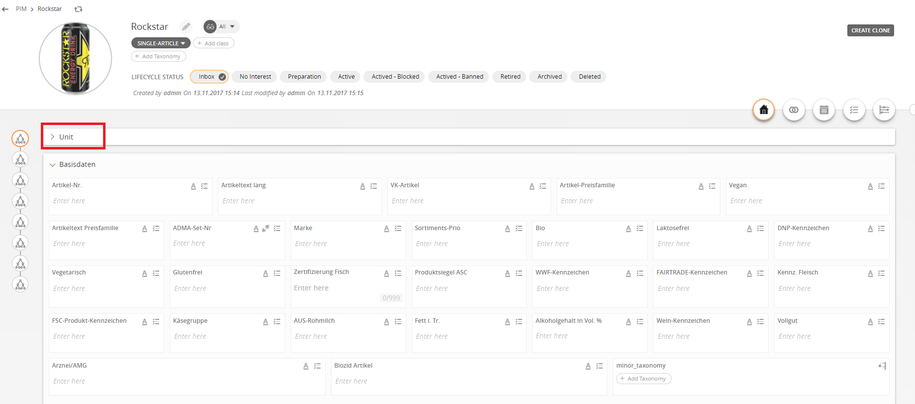 PIM > Rockstar
Rockstar
All
SINGLE-ARTICLE
+ Add class
+ Add Taxonomy
CREATE CLONE
ROCKSTAR
ENERGY DRINK
LIFECYCLE STATUS Inbox No Interest Preparation Active Actived - Blocked Actived - Banned Retired Archived Deleted
Created by admin On 13.11.2017 15:14 Last modified by admin On 13.11.2017 15:15
Unit
Basisdaten
Artikel-Nr. Artikeltext lang VK-Artikel Artikel-Preisfamilie Vegan
Enter here Enter here Enter here Enter here Enter here
Artikeltext Preisfamilie ADMA-Set-Nr Marke Sortiments-Prio Bio Laktosefrei DNP-Kennzeichen
Enter here Enter here Enter here Enter here Enter here Enter here Enter here
Vegetarisch Glutenfrei Zertifizierung Fisch Produktsiegel ASC WWF-Kennzeichen FAIRTRADE-Kennzeichen Kennz. Fleisch
Enter here Enter here Enter here Enter here Enter here Enter here Enter here
0/999
FSC-Produkt-Kennzeichen Käsegruppe AUS-Rohmilch Fett i. Tr. Alkoholgehalt in Vol. % Wein-Kennzeichen Vollgut
Enter here Enter here Enter here Enter here Enter here Enter here Enter here
Arznei/AMG Biozid Artikel minor_taxonomy
Enter here Enter here + Add Taxonomy